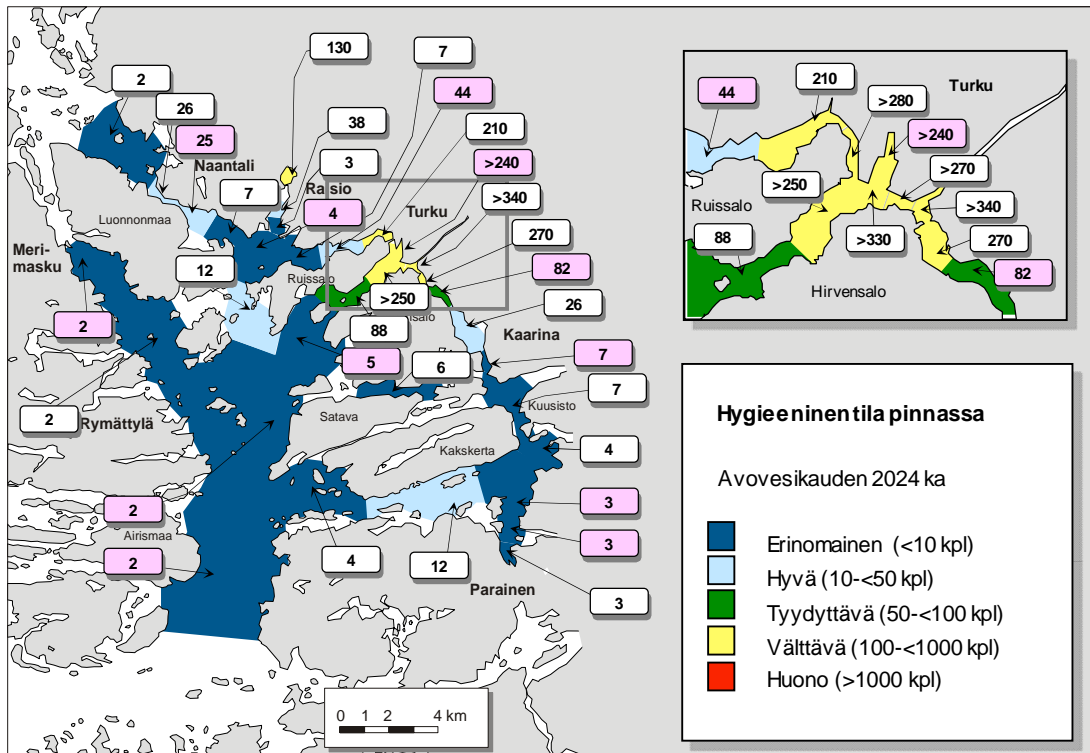 130
7
2
44
26
38
210
25
Naantali
3
>240
7
Raisio
4
Turku
>340
Luonnonmaa
270
Meri-
masku
12
Ruissalo
82
>250
26
88
Kaarina
2
5
6
7
2
Rymättylä
Satava
Kuusisto
7
Kakskerta
4
2
3
Airismaa
2
4
12
3
Parainen
3
0 1 2 4 km
44
210
>280
Turku
>240
>250
>270
Ruissalo
>340
88
>330
270
82
Hirvensalo
Hygieeninen tila pinnassa
Avovesikauden 2024 ka
Erinomainen (<10 kpl)
Hyvä (10-<50 kpl)
Tyydyttävä (50-<100 kpl)
Välttävä (100-<1000 kpl)
Huono (>1000 kpl)